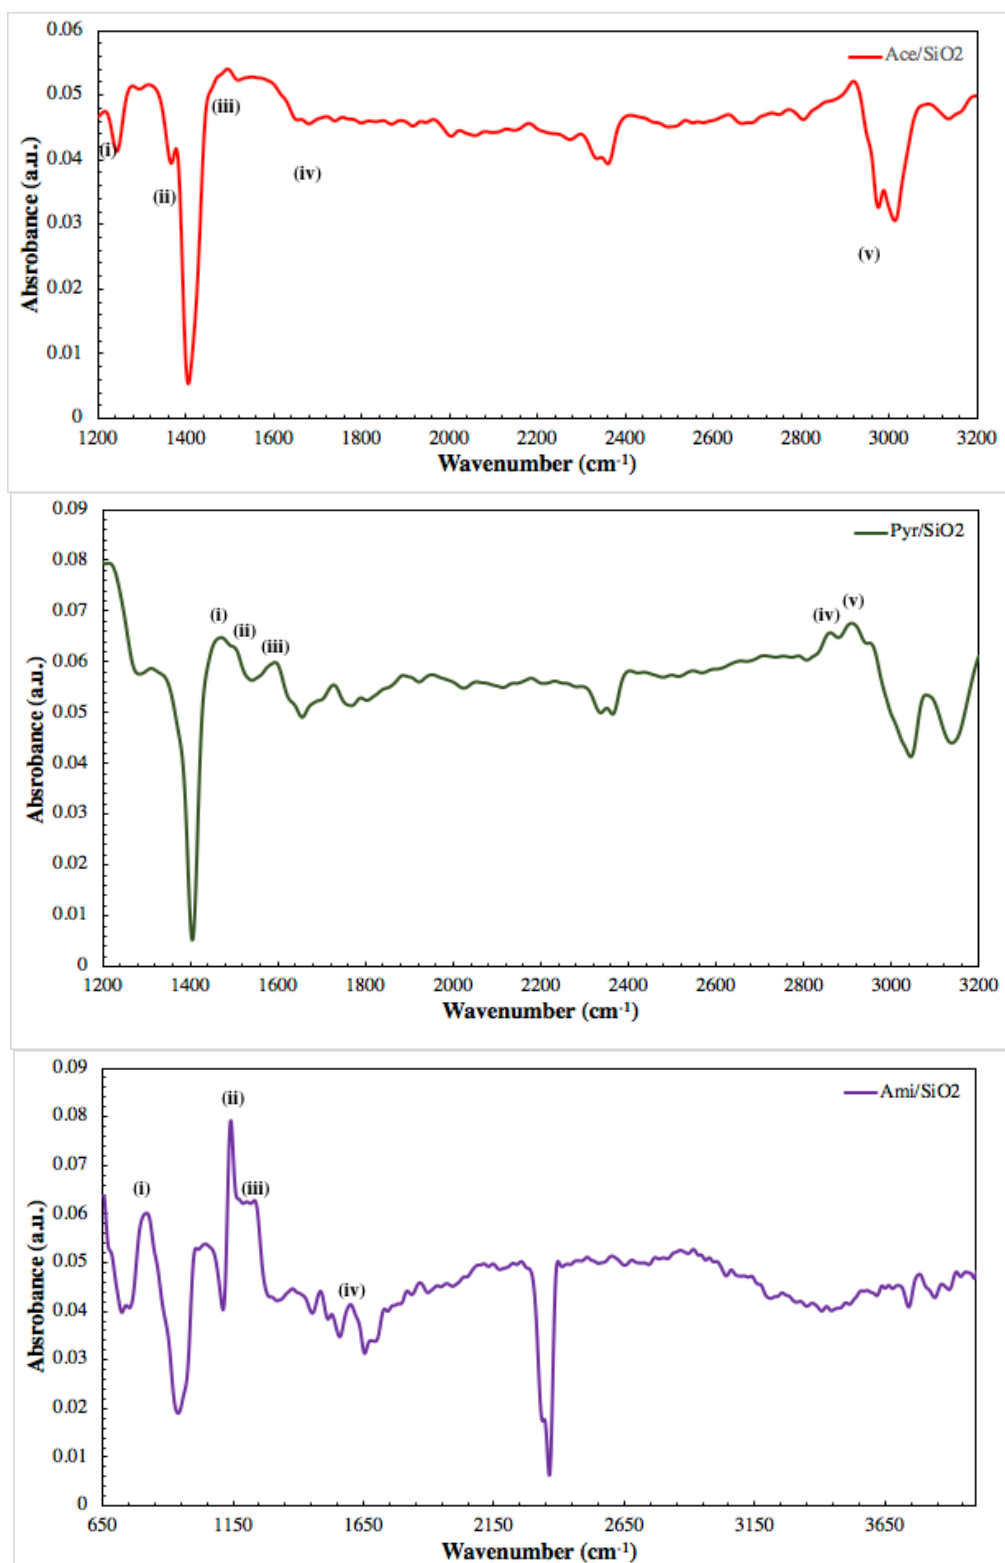 0.06
Ace/SiO2
0.05
(iii)
(i)
0.04
(iv)
(ii)
0.03
(v)
0.02
0.01
0
Absrobance (a.u.)
1200 1400 1600 1800 2000 2200 2400 2600 2800 3000 3200
Wavenumber (cm-1)
0.09
Pyr/SiO2
0.08
0.07
(i)
(ii)
(iii)
(iv)
(v)
0.06
0.05
0.04
0.03
0.02
0.01
0
Absrobance (a.u.)
1200 1400 1600 1800 2000 2200 2400 2600 2800 3000 3200
Wavenumber (cm-1)
0.09
Ami/SiO2
(ii)
0.08
0.07
(i)
(iii)
0.06
0.05
(iv)
0.04
0.03
0.02
0.01
0
Absrobance (a.u.)
650 1150 1650 2150 2650 3150 3650
Wavenumber (cm-1)